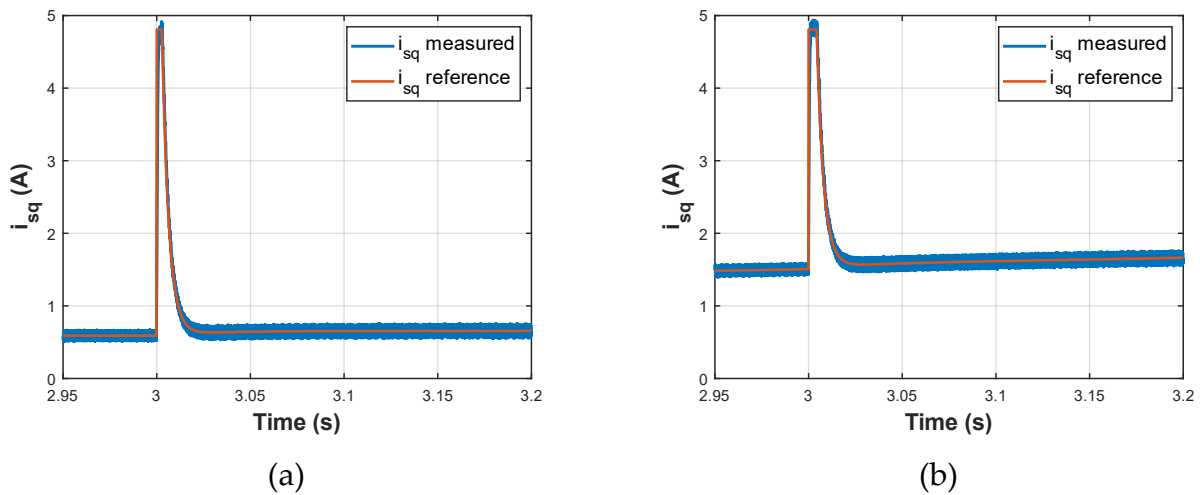 5
4
3
2
1
0
i_sq (A)
i_sq measured
i_sq reference
2.95
3
3.05
3.1
3.15
3.2
Time (s)
(a)
5
4
3
2
1
0
i_sq (A)
i_sq measured
i_sq reference
2.95
3
3.05
3.1
3.15
3.2
Time (s)
(b)